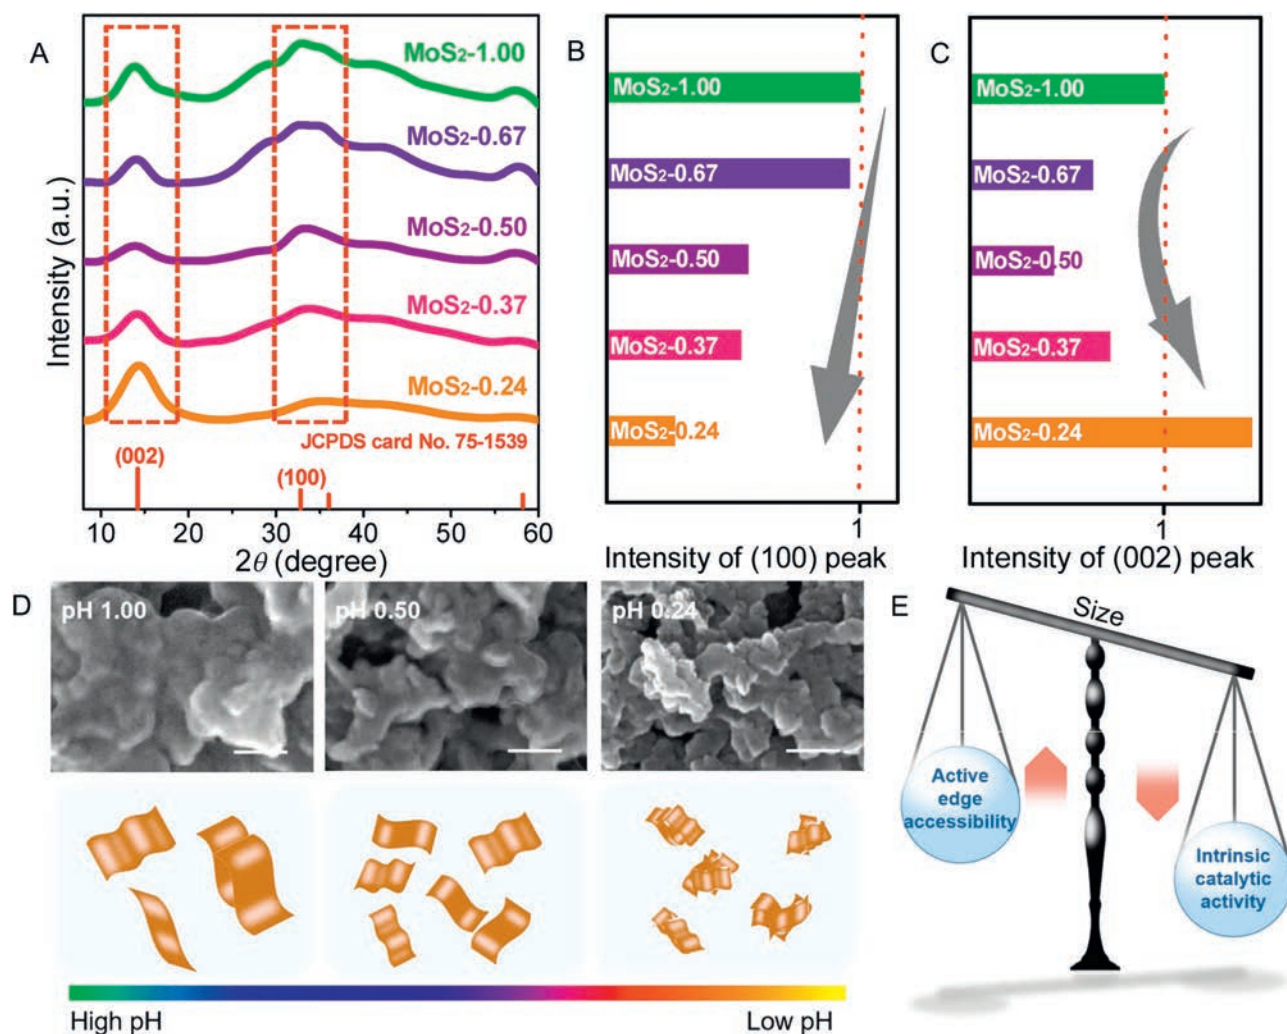 A
MoS2-1.00
MoS2-0.67
MoS2-0.50
MoS2-0.37
MoS2-0.24
JCPDS card No. 75-1539
(002)
(100)
Intensity (a.u.)
10 20 30 40 50 60
2θ (degree)
B
MoS2-1.00
MoS2-0.67
MoS2-0.50
MoS2-0.37
MoS2-0.24
1
Intensity of (100) peak
C
MoS2-1.00
MoS2-0.67
MoS2-0.50
MoS2-0.37
MoS2-0.24
1
Intensity of (002) peak
D
pH 1.00
pH 0.50
pH 0.24
High pH
Low pH
E
Size
Active
edge
accessibility
Intrinsic
catalytic
activity